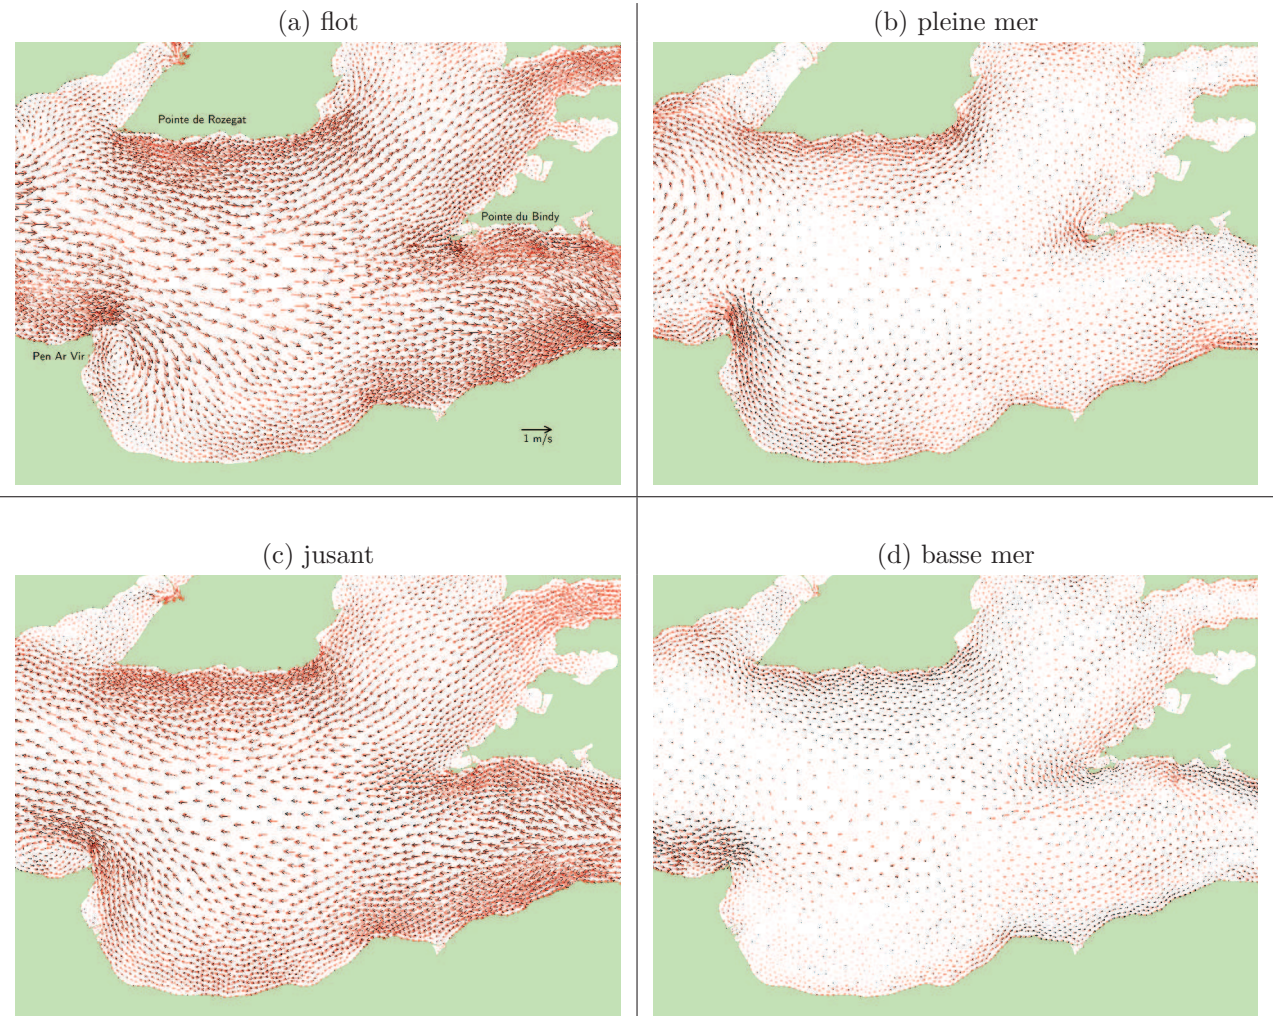 (a) flot
(b) pleine mer
Pointe de Rozegat
Pointe du Bindy
Pen Ar Vir
1 m/s
(c) jusant
(d) basse mer